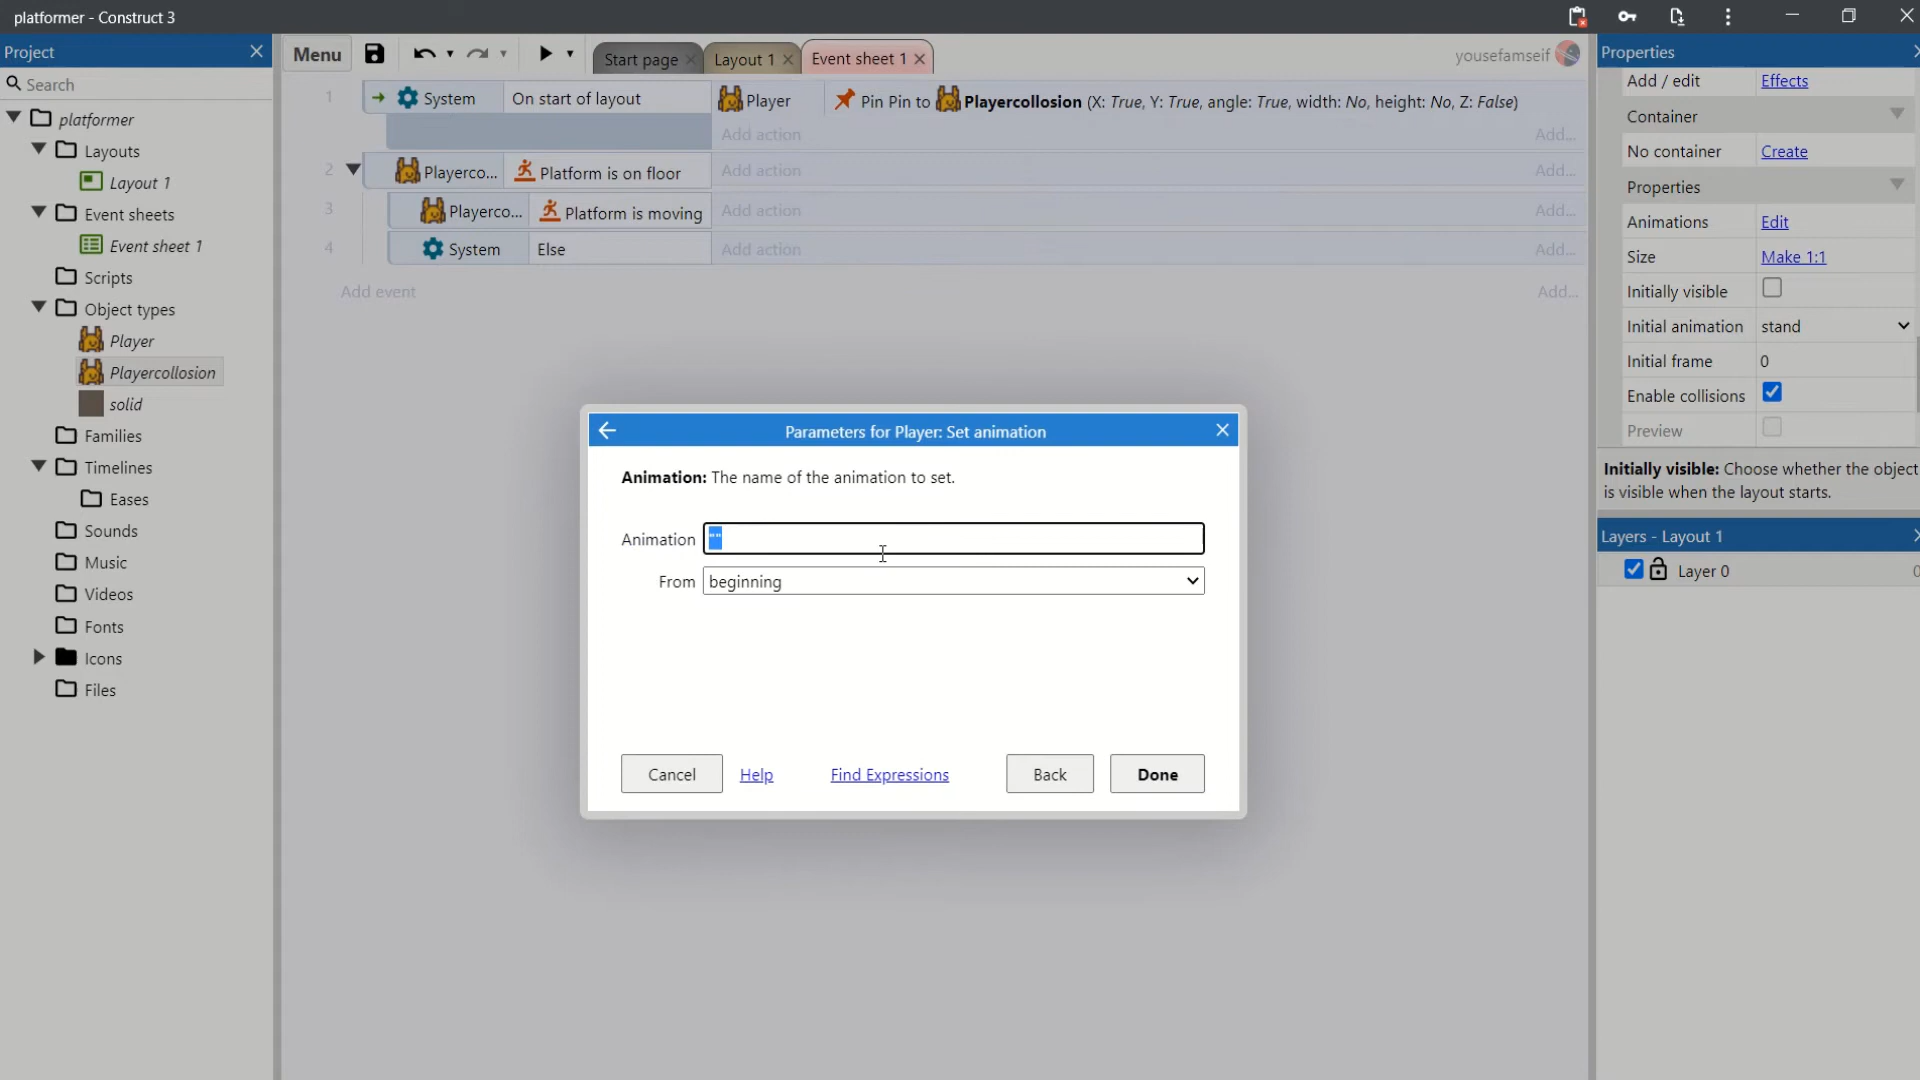 platformer - Construct 3
Project
Search
platformer
Layouts
Layout 1
Event sheets
Event sheet 1
Scripts
Object types
Player
Playercollosion
solid
Families
Timelines
Eases
Sounds
Music
Videos
Fonts
Icons
Files
Menu
Start page
Layout 1
Event sheet 1
yousefamseif
1 System On start of layout Player Pin Pin to Playercollosion (X: True, Y: True, angle: True, width: No, height: No, Z: False)
Add action Add...
2 Playerco... Platform is on floor Add action Add...
3 Playerco... Platform is moving Add action Add...
4 System Else Add action Add...
Add event Add...
Parameters for Player: Set animation
Animation: The name of the animation to set.
Animation ""
From beginning
Cancel Help Find Expressions Back Done
Properties
Add / edit Effects
Container
No container Create
Properties
Animations Edit
Size Make 1:1
Initially visible
Initial animation stand
Initial frame 0
Enable collisions
Preview
Initially visible: Choose whether the object
is visible when the layout starts.
Layers - Layout 1
Layer 0 0